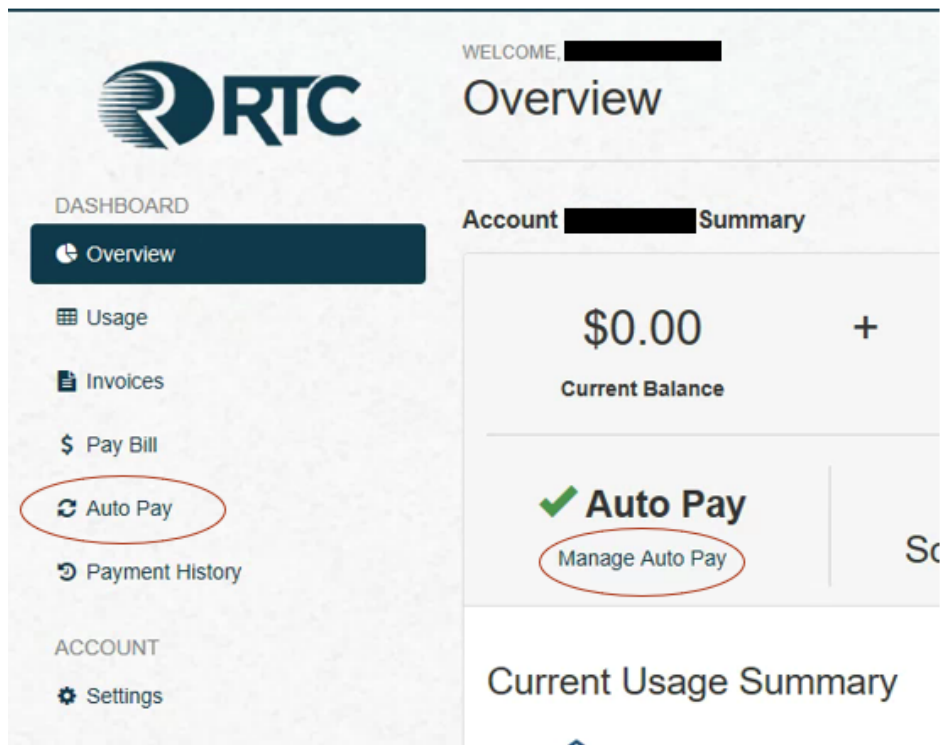 RTC
DASHBOARD
Overview
Usage
Invoices
Pay Bill
Auto Pay
Payment History
ACCOUNT
Settings
WELCOME,
Overview
Account Summary
$0.00 +
Current Balance
Auto Pay
Manage Auto Pay
Current Usage Summary